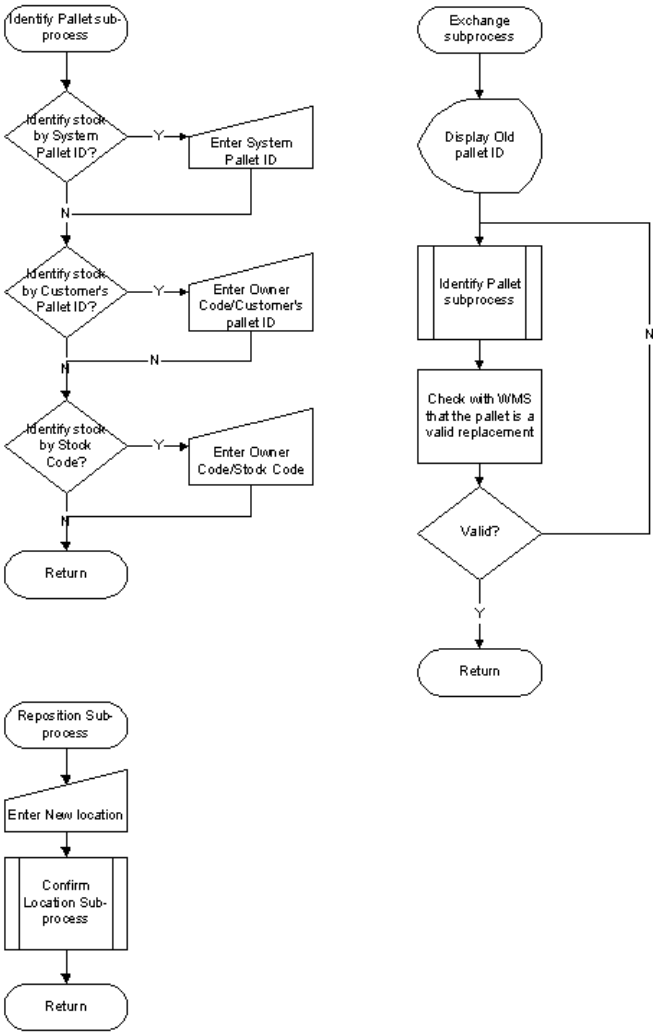 Identify Pallet sub-
process
Identify stock
by System
Pallet ID?
Y
Enter System
Pallet ID
N
Identify stock
by Customer's
Pallet ID?
Y
Enter Owner
Code/Customer's
pallet ID
N
N
Identify stock
by Stock
Code?
Y
Enter Owner
Code/Stock Code
N
Return
Exchange
subprocess
Display Old
pallet ID
Identify Pallet
subprocess
N
Check with WMS
that the pallet is a
valid replacement
Valid?
Y
Return
Reposition Sub-
process
Enter New location
Confirm
Location Sub-
process
Return